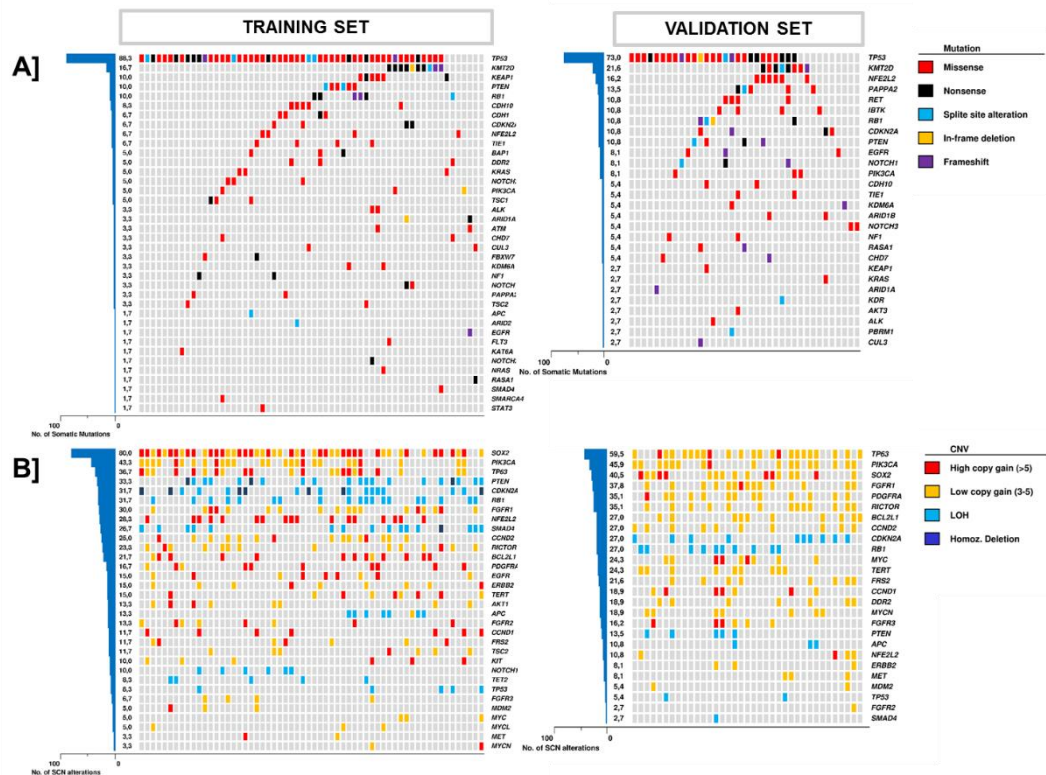 TRAINING SET
VALIDATION SET
A]
88,3 TP53
16,7 KMT2D
10,0 KEAP1
10,0 PTEN
10,0 RB1
8,3 CDH10
6,7 CDH1
6,7 CDKN2A
6,7 NFE2L2
6,7 TIE1
5,0 BAP1
5,0 DDR2
5,0 KRAS
5,0 NOTCH
5,0 PIK3CA
5,0 TSC1
3,3 ALK
3,3 ARID1A
3,3 ATM
3,3 CHD7
3,3 CUL3
3,3 FBXW7
3,3 KDM6A
3,3 NF1
3,3 NOTCH
3,3 PAPPA2
3,3 TSC2
1,7 APC
1,7 ARID2
1,7 EGFR
1,7 FLT3
1,7 KAT6A
1,7 NOTCH
1,7 NRAS
1,7 RASA1
1,7 SMAD4
1,7 SMARCA4
1,7 STAT3
100 0
No. of Somatic Mutations
73,0 TP53
21,6 KMT2D
16,2 NFE2L2
13,5 PAPPA2
10,8 RET
10,8 IBTK
10,8 RB1
10,8 CDKN2A
10,8 PTEN
8,1 EGFR
8,1 NOTCH1
8,1 PIK3CA
5,4 CDH10
5,4 TIE1
5,4 KDM6A
5,4 ARID1B
5,4 NOTCH3
5,4 NF1
5,4 RASA1
5,4 CHD7
2,7 KEAP1
2,7 KRAS
2,7 ARID1A
2,7 KDR
2,7 AKT3
2,7 ALK
2,7 PBRM1
2,7 CUL3
100 0
No. of Somatic Mutations
Mutation
Missense
Nonsense
Splite site alteration
In-frame deletion
Frameshift
B]
80,0 SOX2
43,3 PIK3CA
36,7 TP63
33,3 PTEN
31,7 CDKN2A
31,7 RB1
30,0 FGFR1
28,3 NFE2L2
26,7 SMAD4
25,0 CCND2
23,3 RICTOR
21,7 BCL2L1
16,7 PDGFRA
15,0 EGFR
15,0 ERBB2
15,0 TERT
13,3 AKT1
13,3 APC
13,3 FGFR2
11,7 CCND1
11,7 FRS2
11,7 TSC2
10,0 KIT
10,0 NOTCH1
8,3 TET2
8,3 TP53
6,7 FGFR3
5,0 MDM2
5,0 MYC
5,0 MYCL
3,3 MET
3,3 MYCN
100 0
No. of SCN alterations
59,5 TP63
45,9 PIK3CA
40,5 SOX2
37,8 FGFR1
35,1 PDGFRA
35,1 RICTOR
27,0 BCL2L1
27,0 CCND2
27,0 CDKN2A
27,0 RB1
24,3 MYC
24,3 TERT
21,6 FRS2
18,9 CCND1
18,9 DDR2
18,9 MYCN
16,2 FGFR3
13,5 PTEN
10,8 APC
10,8 NFE2L2
8,1 ERBB2
8,1 MET
5,4 MDM2
5,4 TP53
2,7 FGFR2
2,7 SMAD4
100 0
No. of SCN alterations
CNV
High copy gain (>5)
Low copy gain (3-5)
LOH
Homoz. Deletion